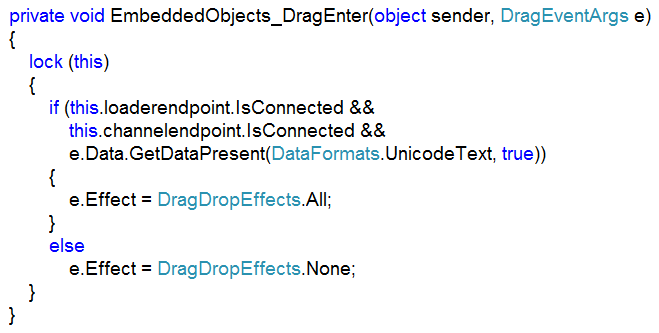 private void EmbeddedObjects_DragEnter(object sender, DragEventArgs e)
{
lock (this)
{
if (this.loaderendpoint.IsConnected &&
this.channelendpoint.IsConnected &&
e.Data.GetDataPresent(DataFormats.UnicodeText, true))
{
e.Effect = DragDropEffects.All;
}
else
e.Effect = DragDropEffects.None;
}
}